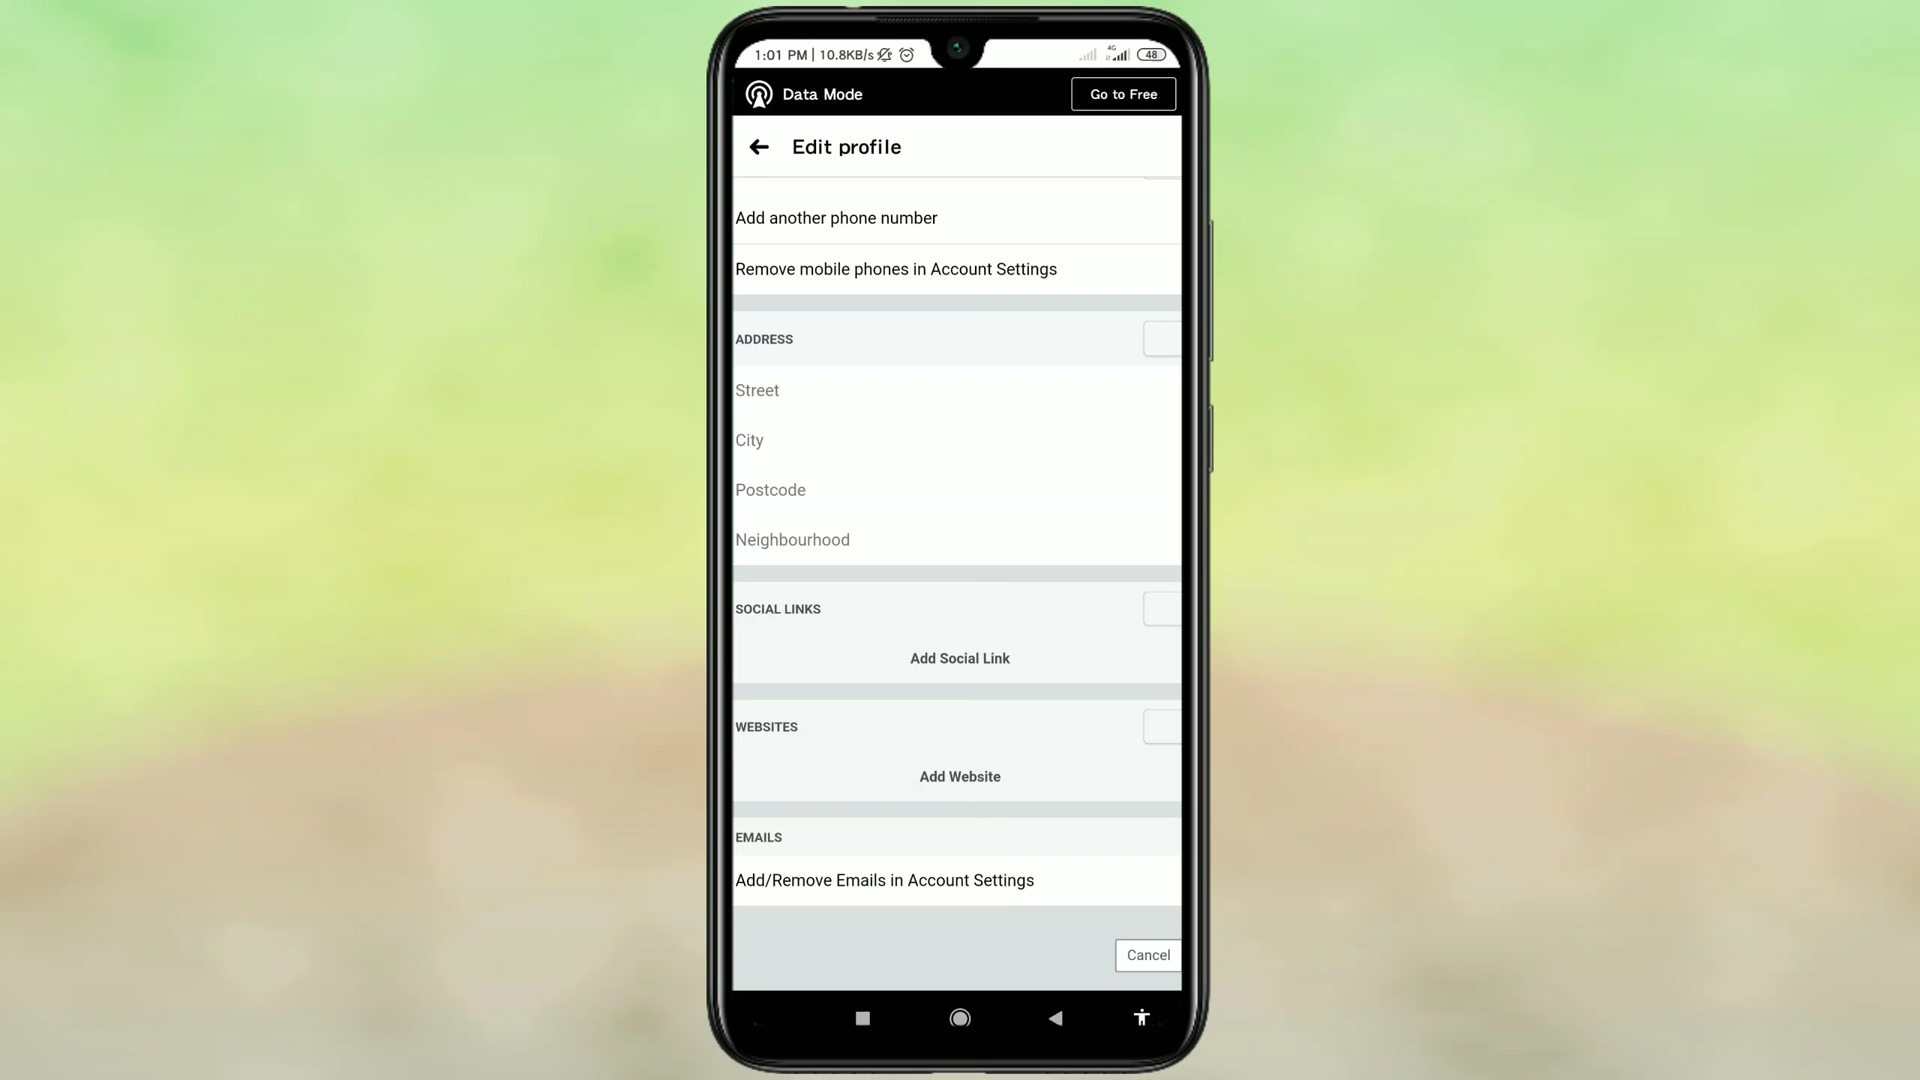 1:01 PM | 10.8KB/s 4G 48
Data Mode
Go to Free
Edit profile
Add another phone number
Remove mobile phones in Account Settings
ADDRESS
Street
City
Postcode
Neighbourhood
SOCIAL LINKS
Add Social Link
WEBSITES
Add Website
EMAILS
Add/Remove Emails in Account Settings
Cancel